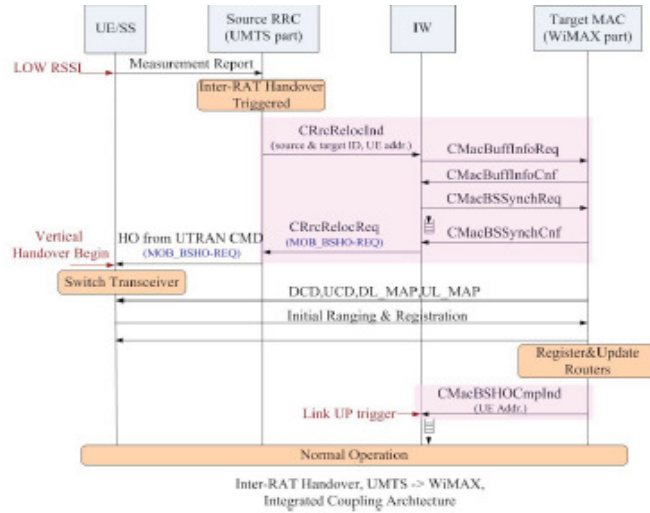 UE/SS
Source RRC
(UMTS part)
IW
Target MAC
(WiMAX part)
LOW RSSI
Measurement Report
Inter-RAT Handover
Triggered
CRrcRelocInd
(source & target ID, UE addr.)
CMacBuffInfoReq
CMacBuffInfoCnf
CMacBSSynchReq
CRrcRelocReq
(MOB_BSHO-REQ)
CMacBSSynchCnf
Vertical
Handover Begin
HO from UTRAN CMD
(MOB_BSHO-REQ)
Switch Transceiver
DCD,UCD,DL_MAP,UL_MAP
Initial Ranging & Registration
Register&Update
Routers
CMacBSHOCmpInd
(UE Addr.)
Link UP trigger
Normal Operation
Inter-RAT Handover, UMTS -> WiMAX,
Integrated Coupling Archtecture